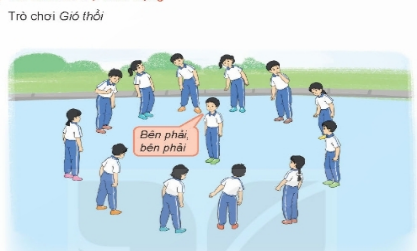 Trò chơi Gió thổi
Bên phải,
bên phải